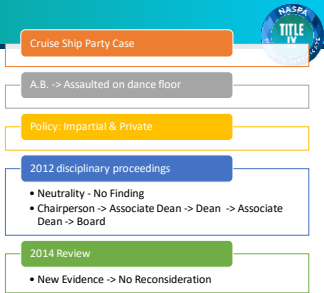 NASPA
TITLE
IX
Cruise Ship Party Case
A.B. -> Assaulted on dance floor
Policy: Impartial & Private
2012 disciplinary proceedings
• Neutrality - No Finding
• Chairperson -> Associate Dean -> Dean -> Associate
Dean -> Board
2014 Review
• New Evidence -> No Reconsideration